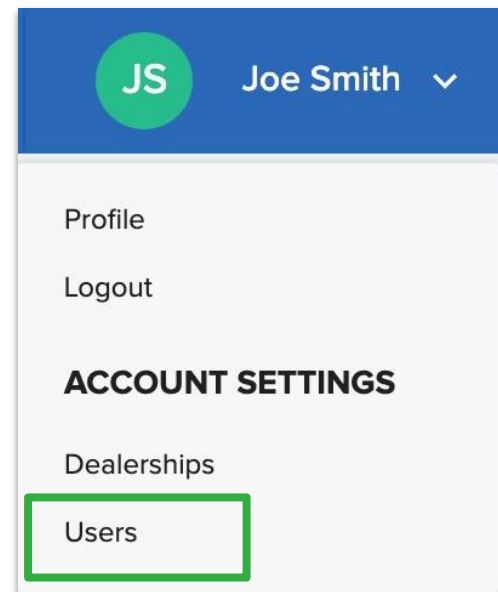 JS Joe Smith
Profile
Logout
ACCOUNT SETTINGS
Dealerships
Users